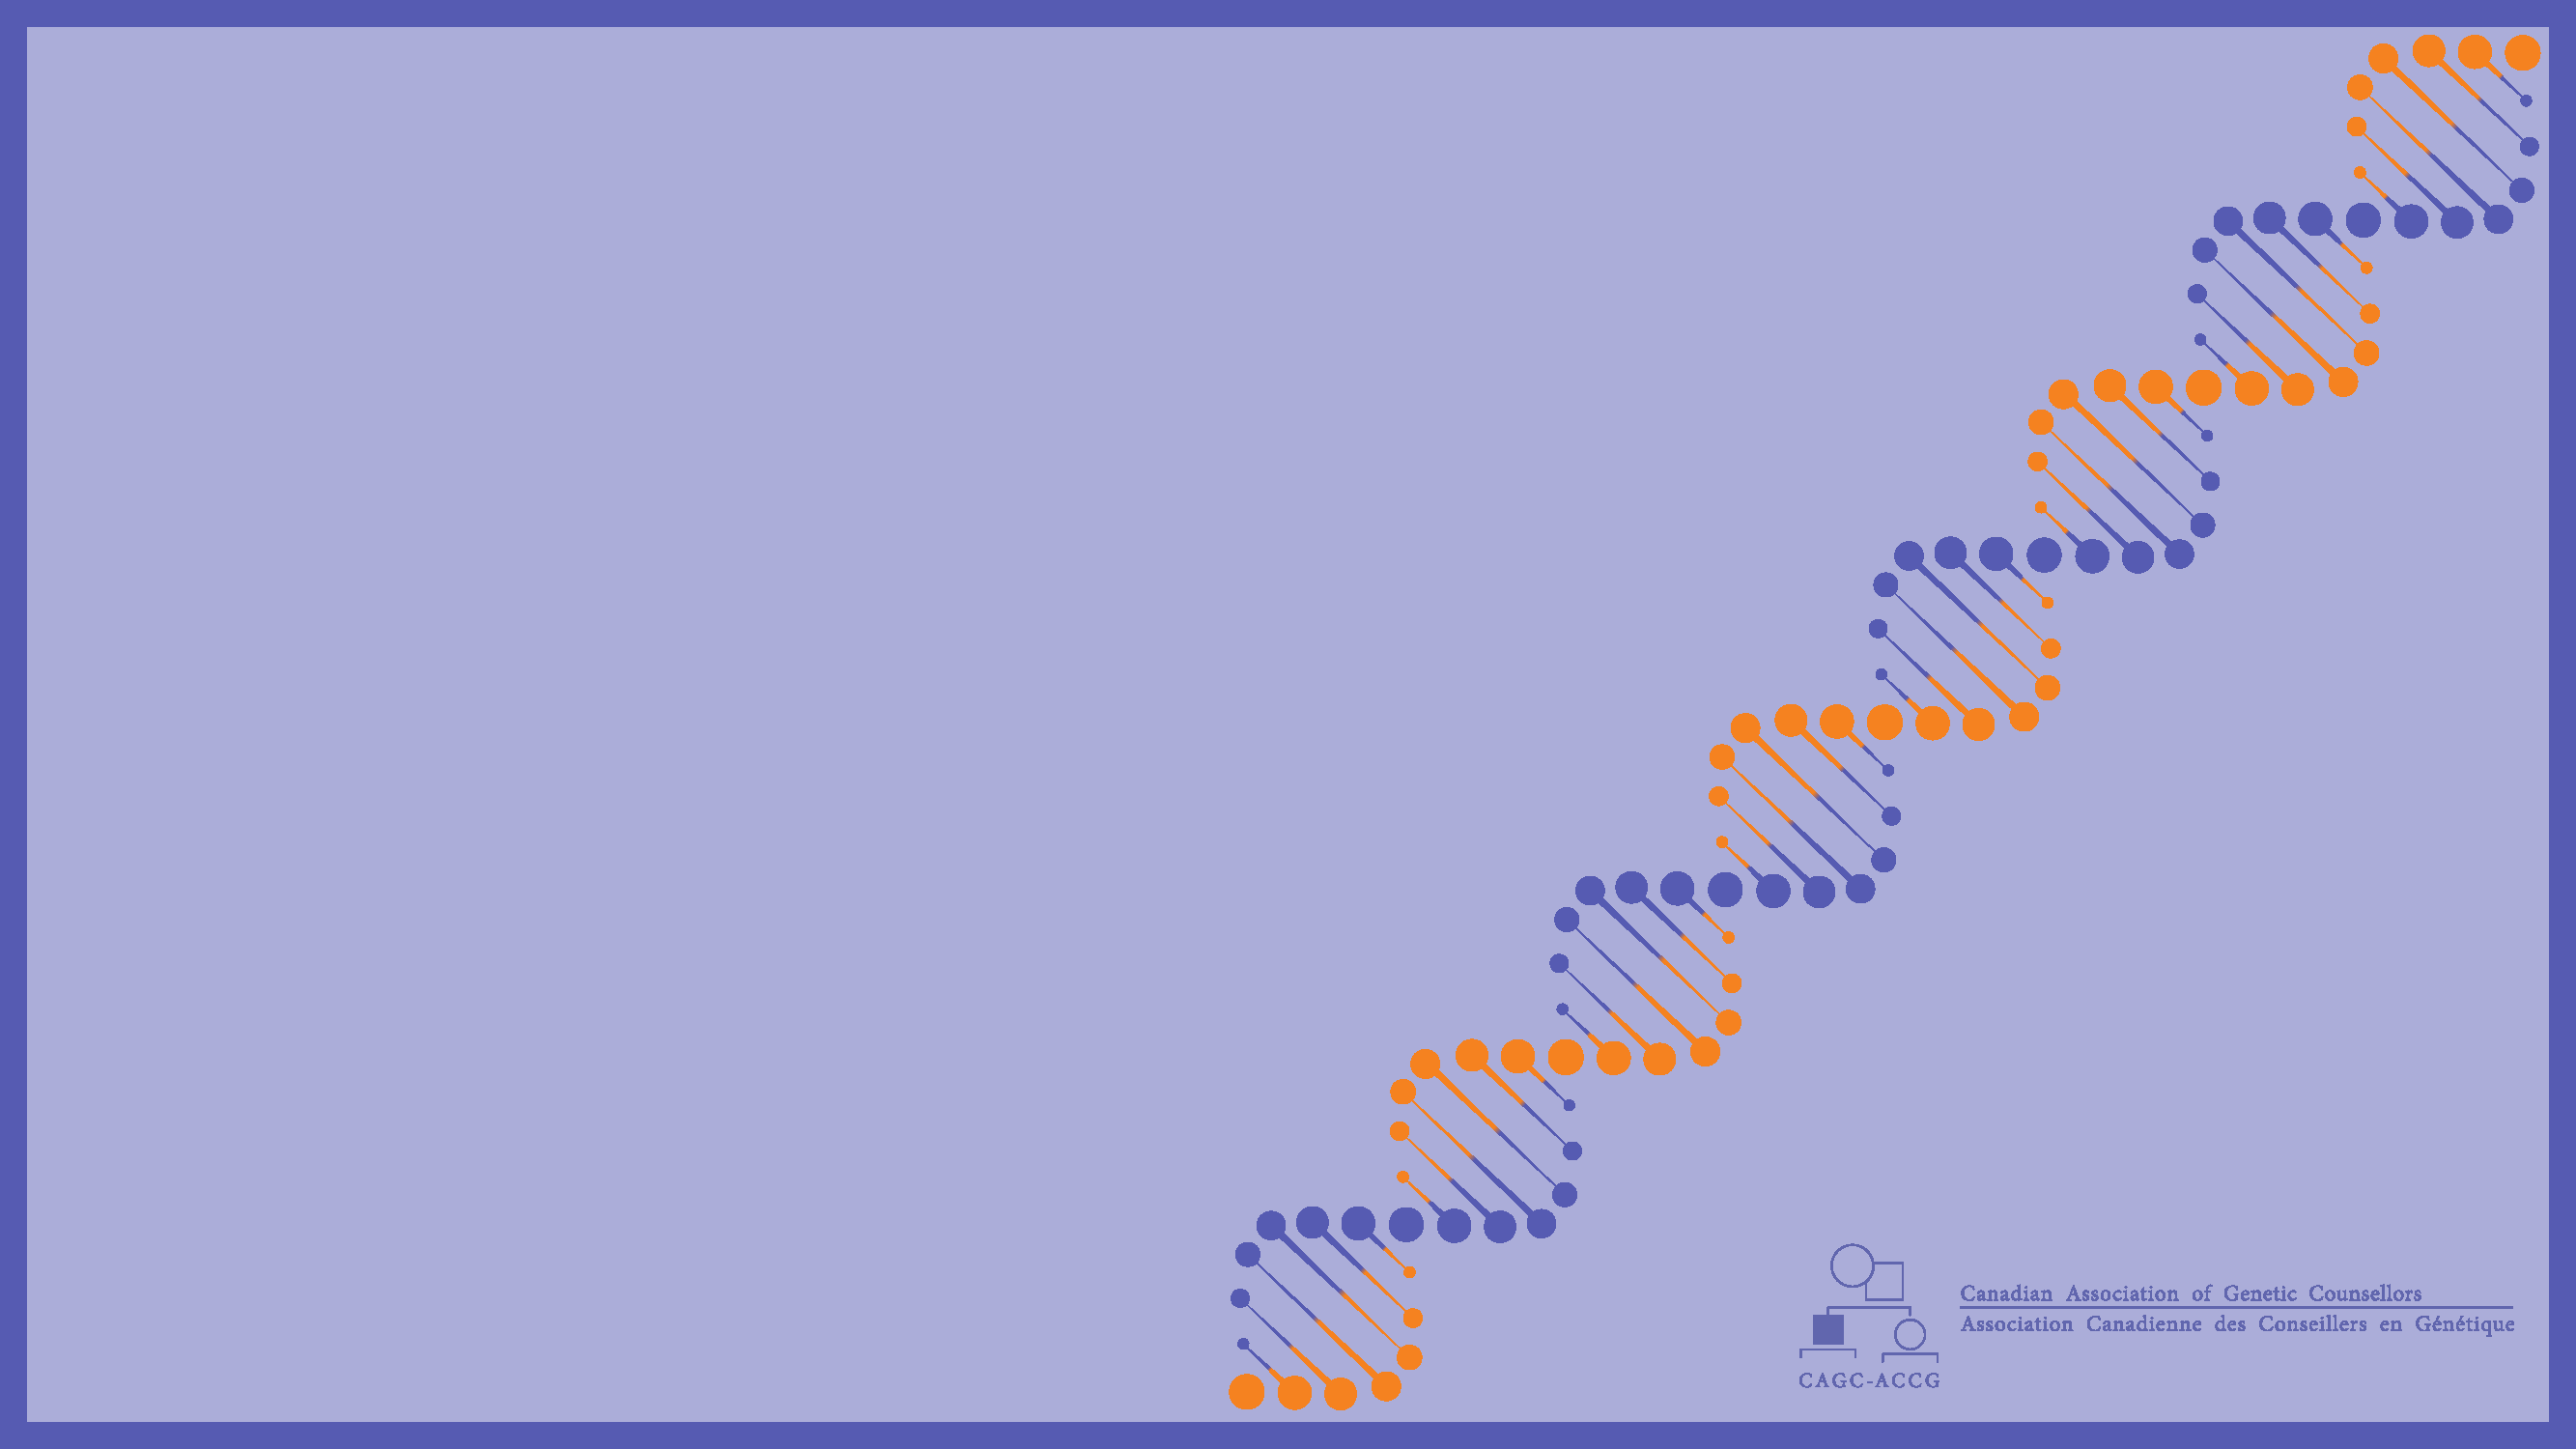 Canadian Association of Genetic Counsellors
Association Canadienne des Conseillers en Génétique
CAGC-ACCG